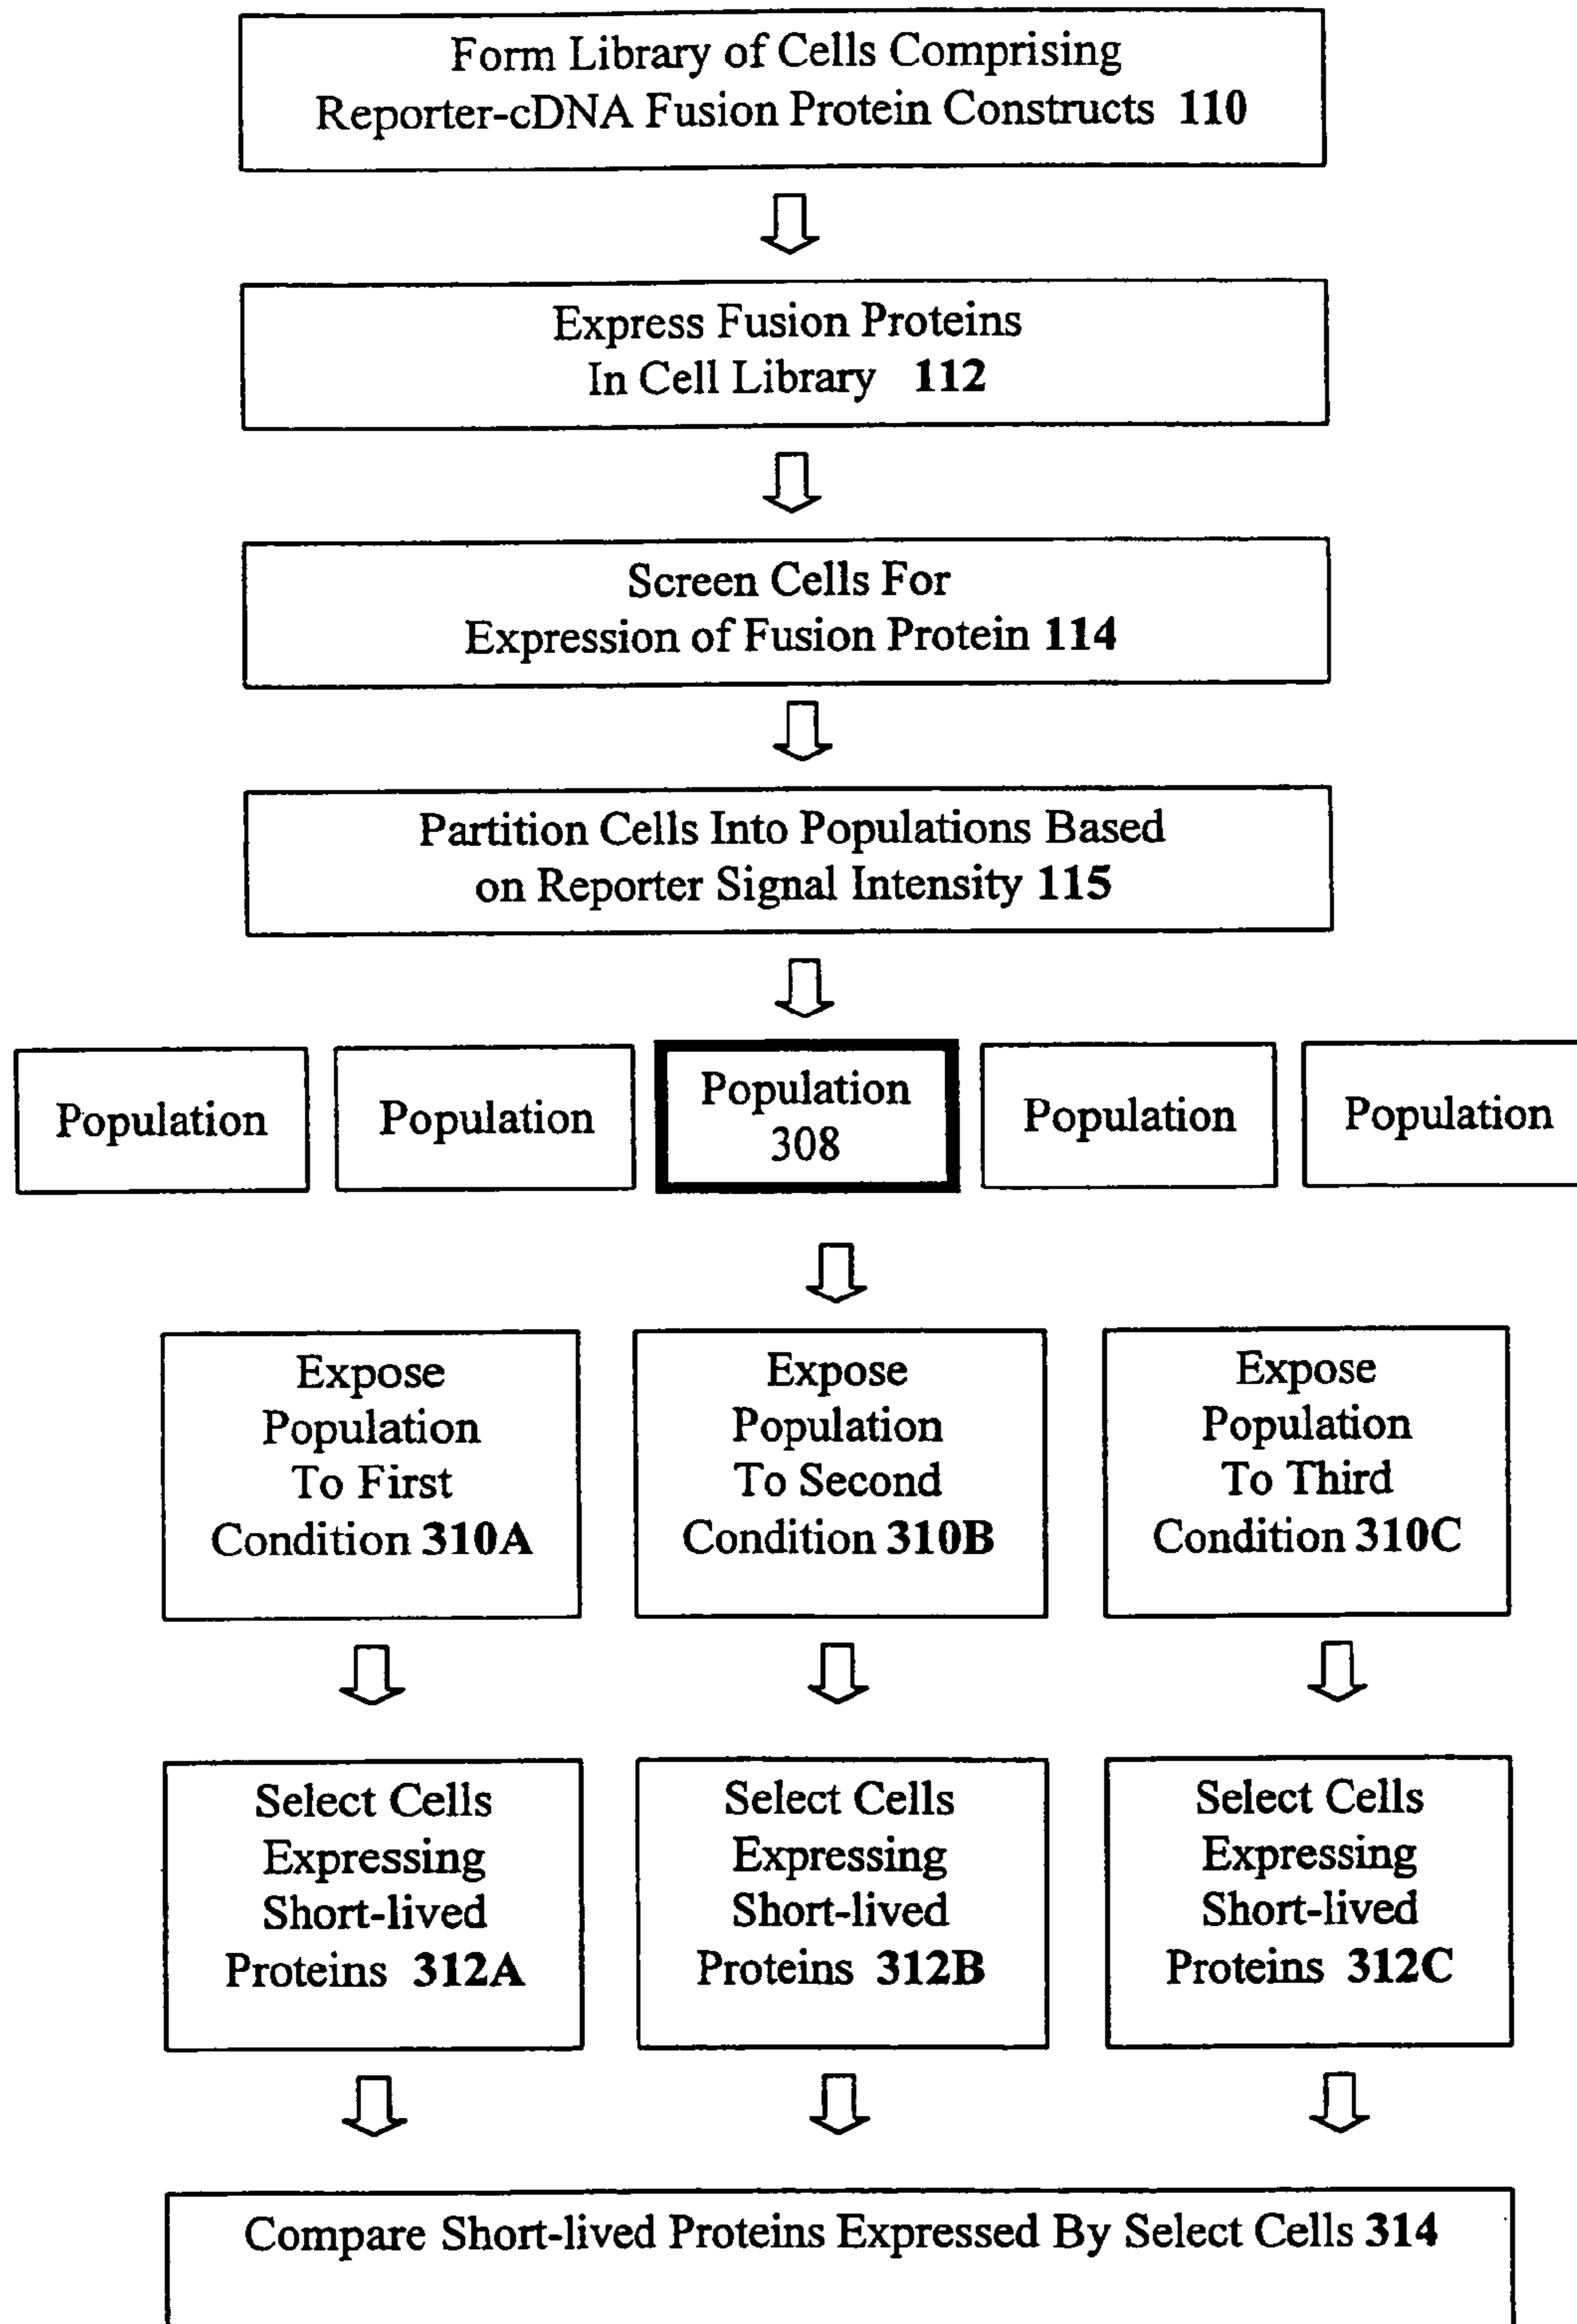 Form Library of Cells Comprising
Reporter-cDNA Fusion Protein Constructs 110
Express Fusion Proteins
In Cell Library 112
Screen Cells For
Expression of Fusion Protein 114
Partition Cells Into Populations Based
on Reporter Signal Intensity 115
Population
Population
Population
308
Population
Population
Expose
Population
To First
Condition 310A
Expose
Population
To Second
Condition 310B
Expose
Population
To Third
Condition 310C
Select Cells
Expressing
Short-lived
Proteins 312A
Select Cells
Expressing
Short-lived
Proteins 312B
Select Cells
Expressing
Short-lived
Proteins 312C
Compare Short-lived Proteins Expressed By Select Cells 314